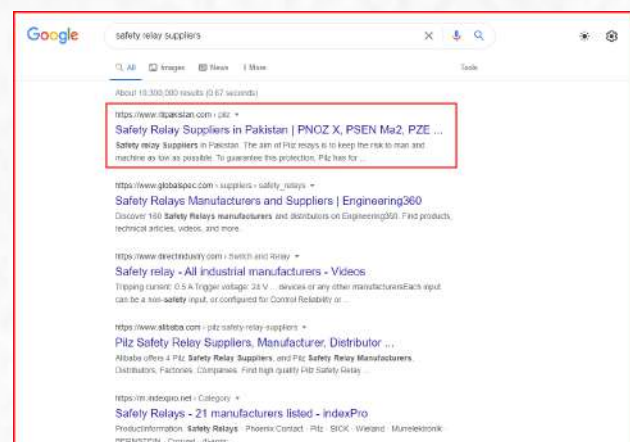 Google
safety relay suppliers
All Images News More Tools
About 10,300,000 results (0.67 seconds)
https://www.itpakistan.com › pilz
Safety Relay Suppliers in Pakistan | PNOZ X, PSEN Ma2, PZE ...
Safety relay Suppliers in Pakistan. The aim of Pilz relays is to keep the risk to man and
machine as low as possible. To guarantee this protection, Pilz has for ...
https://www.globalspec.com › suppliers › safety_relays
Safety Relays Manufacturers and Suppliers | Engineering360
Discover 160 Safety Relays manufacturers and distributors on Engineering360. Find products,
technical articles, videos, and more.
https://www.directindustry.com › Switch and Relay
Safety relay - All industrial manufacturers - Videos
Tripping current: 0.5 A Trigger voltage: 24 V ... devices or any other manufacturersEach input
can be a non-safety input, or configured for Control Reliability or ...
https://www.alibaba.com › pilz-safety-relay-suppliers
Pilz Safety Relay Suppliers, Manufacturer, Distributor ...
Alibaba offers 4 Pilz Safety Relay Suppliers, and Pilz Safety Relay Manufacturers,
Distributors, Factories, Companies. Find high quality Pilz Safety Relay ...
https://m.indexpro.net › Category
Safety Relays - 21 manufacturers listed - indexPro
ProductInformation. Safety Relays · Phoenix Contact · Pilz · SICK · Wieland · Murrelektronik
BERNSTEIN